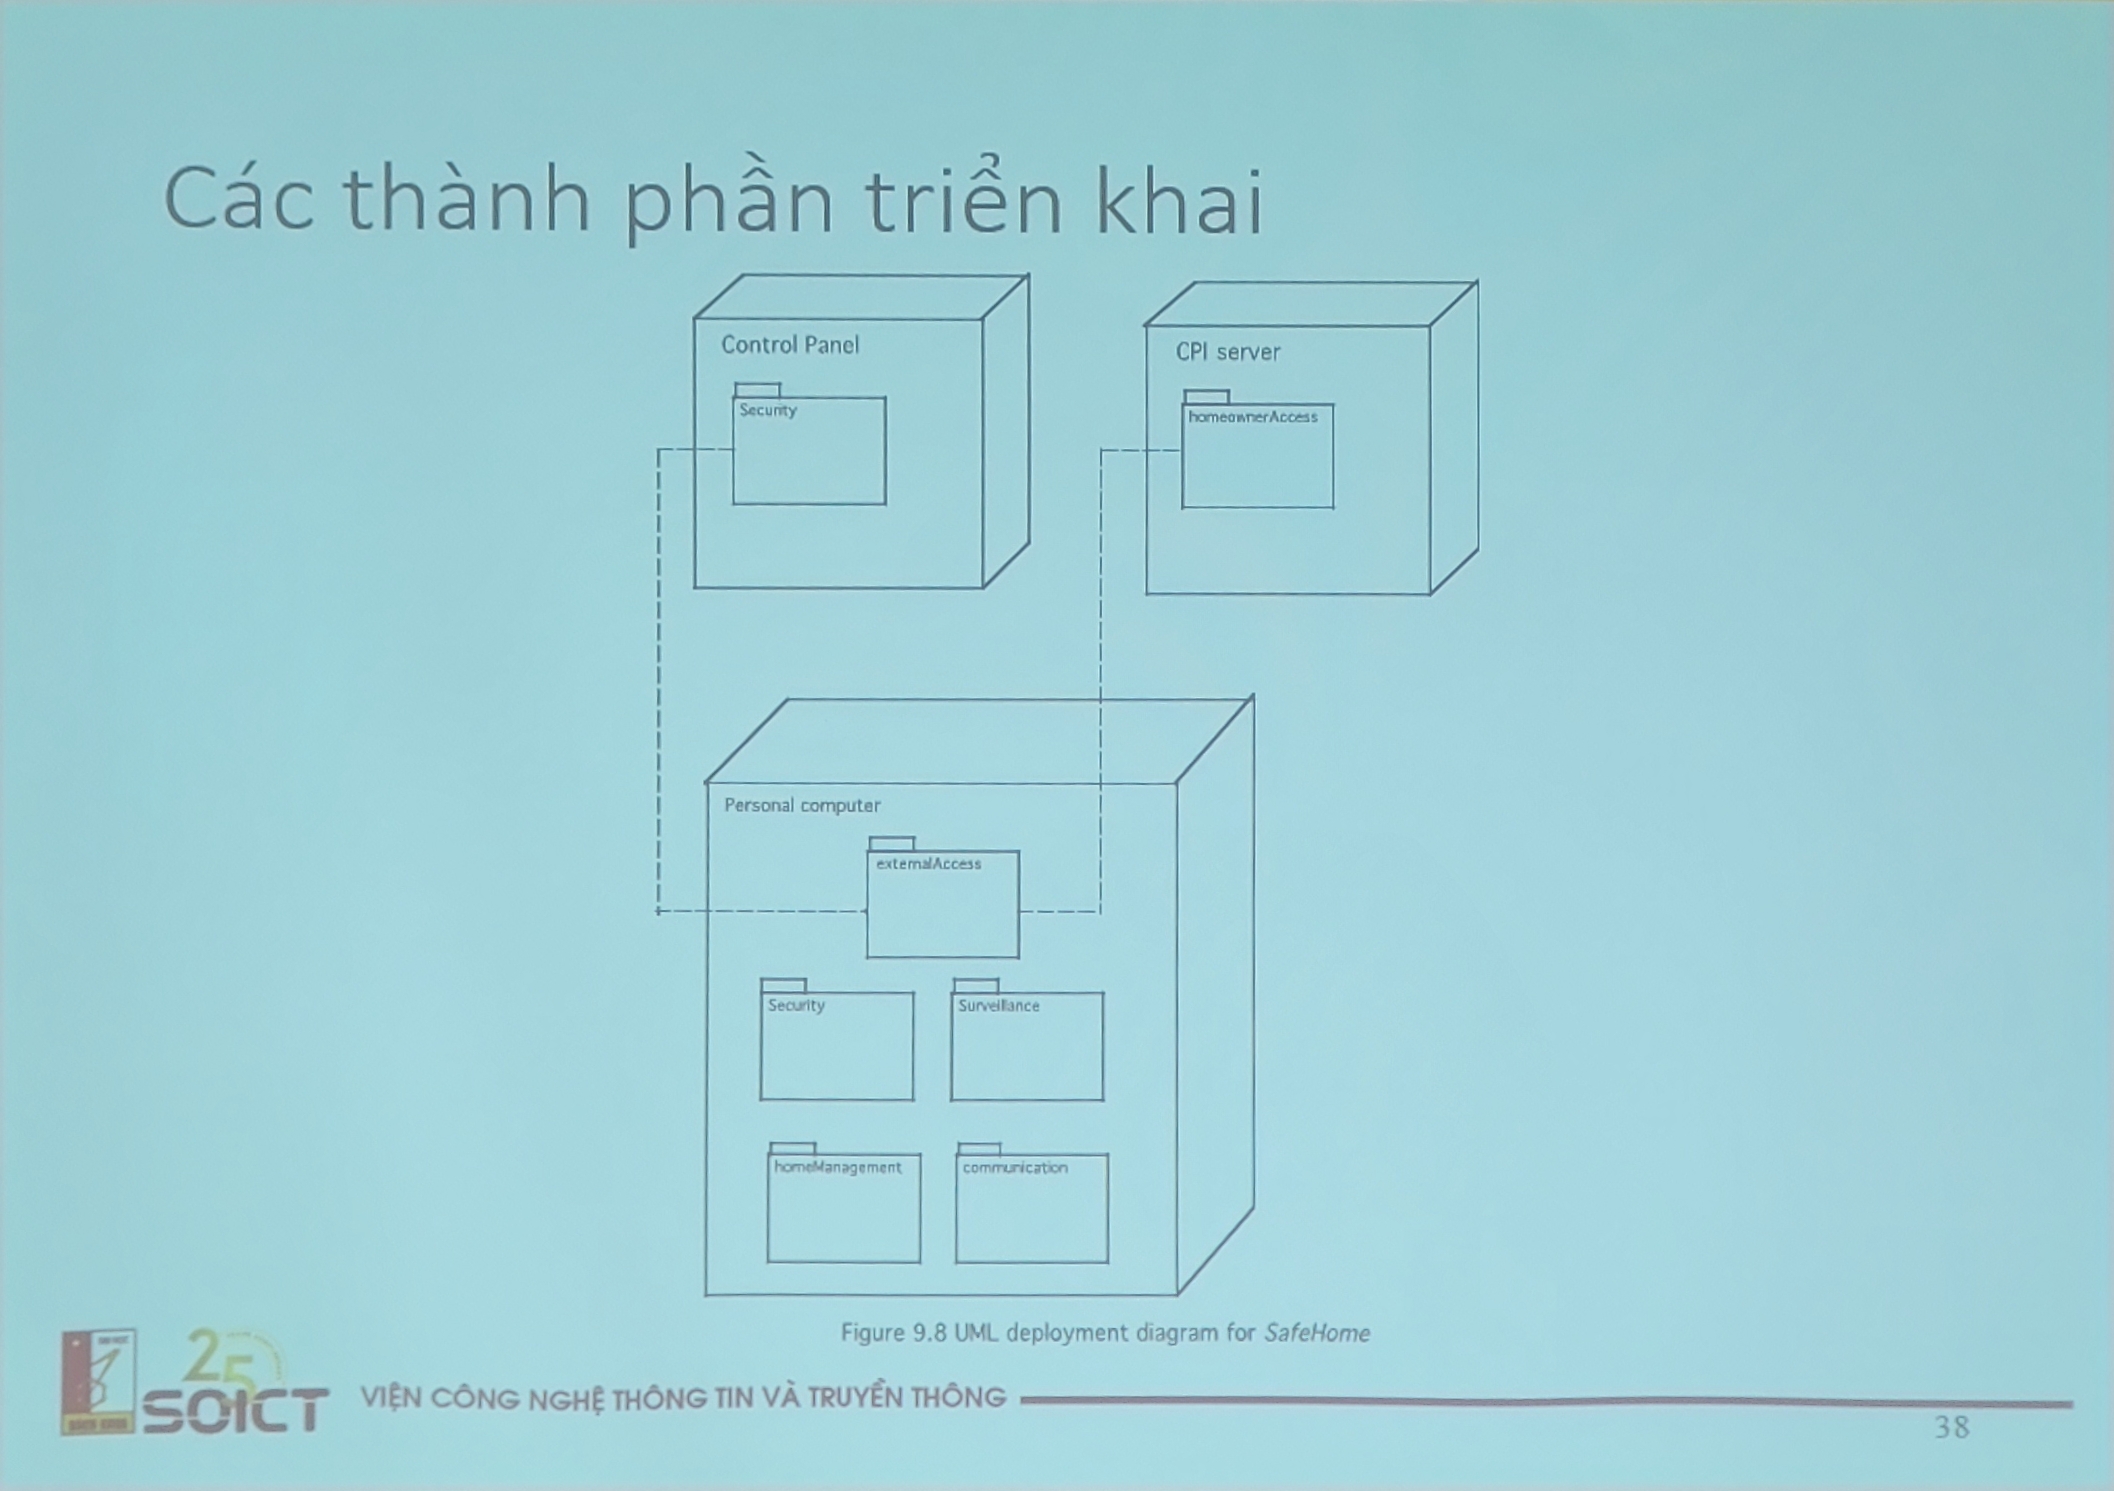 Các thành phần triển khai
Control Panel
Security
CPI server
homeownerAccess
Personal computer
externalAccess
Security
Surveillance
homeManagement
communication
Figure 9.8 UML deployment diagram for SafeHome
25
SOICT
VIỆN CÔNG NGHỆ THÔNG TIN VÀ TRUYỀN THÔNG
38